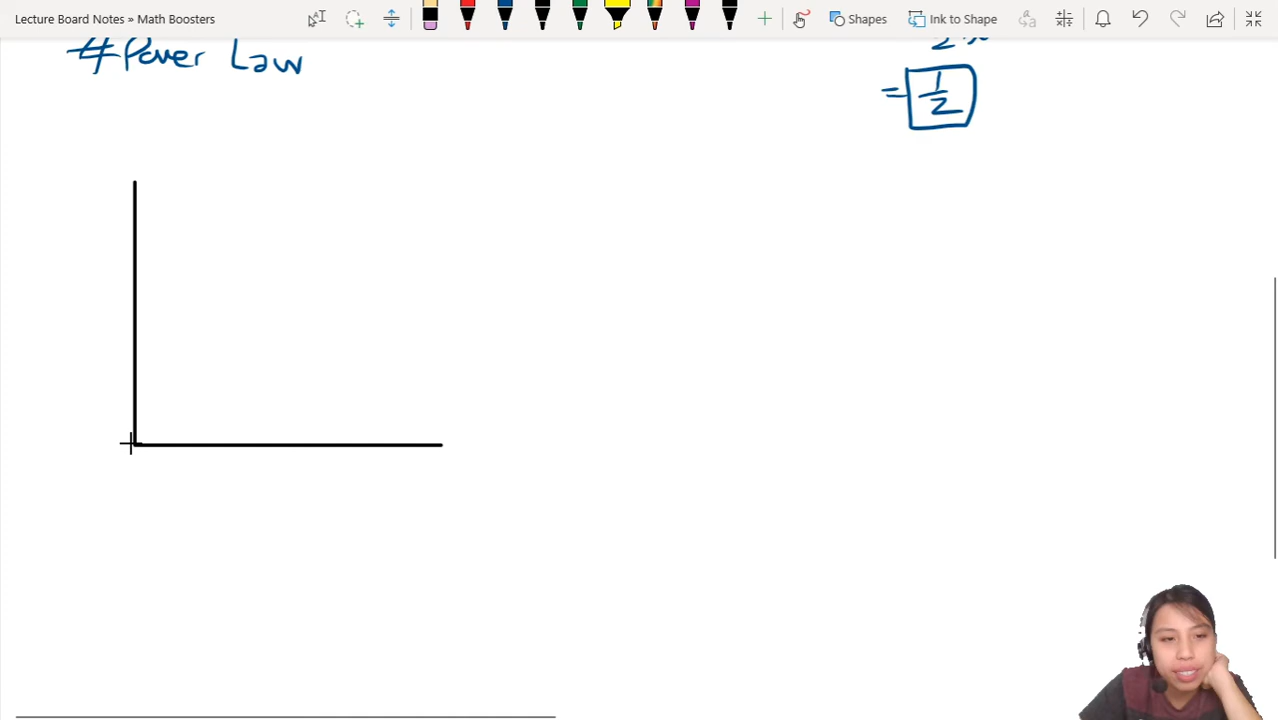 Lecture Board Notes » Math Boosters
Shapes
Ink to Shape
#Power Law
= 1/2